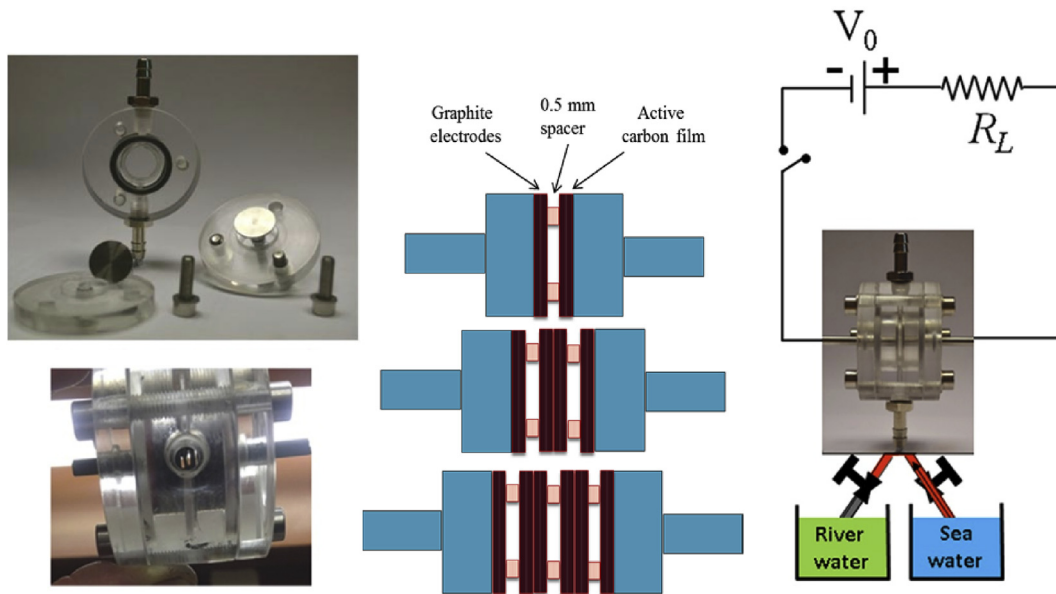 Graphite
electrodes
0.5 mm
spacer
Active
carbon film
V0
- +
RL
River
water
Sea
water